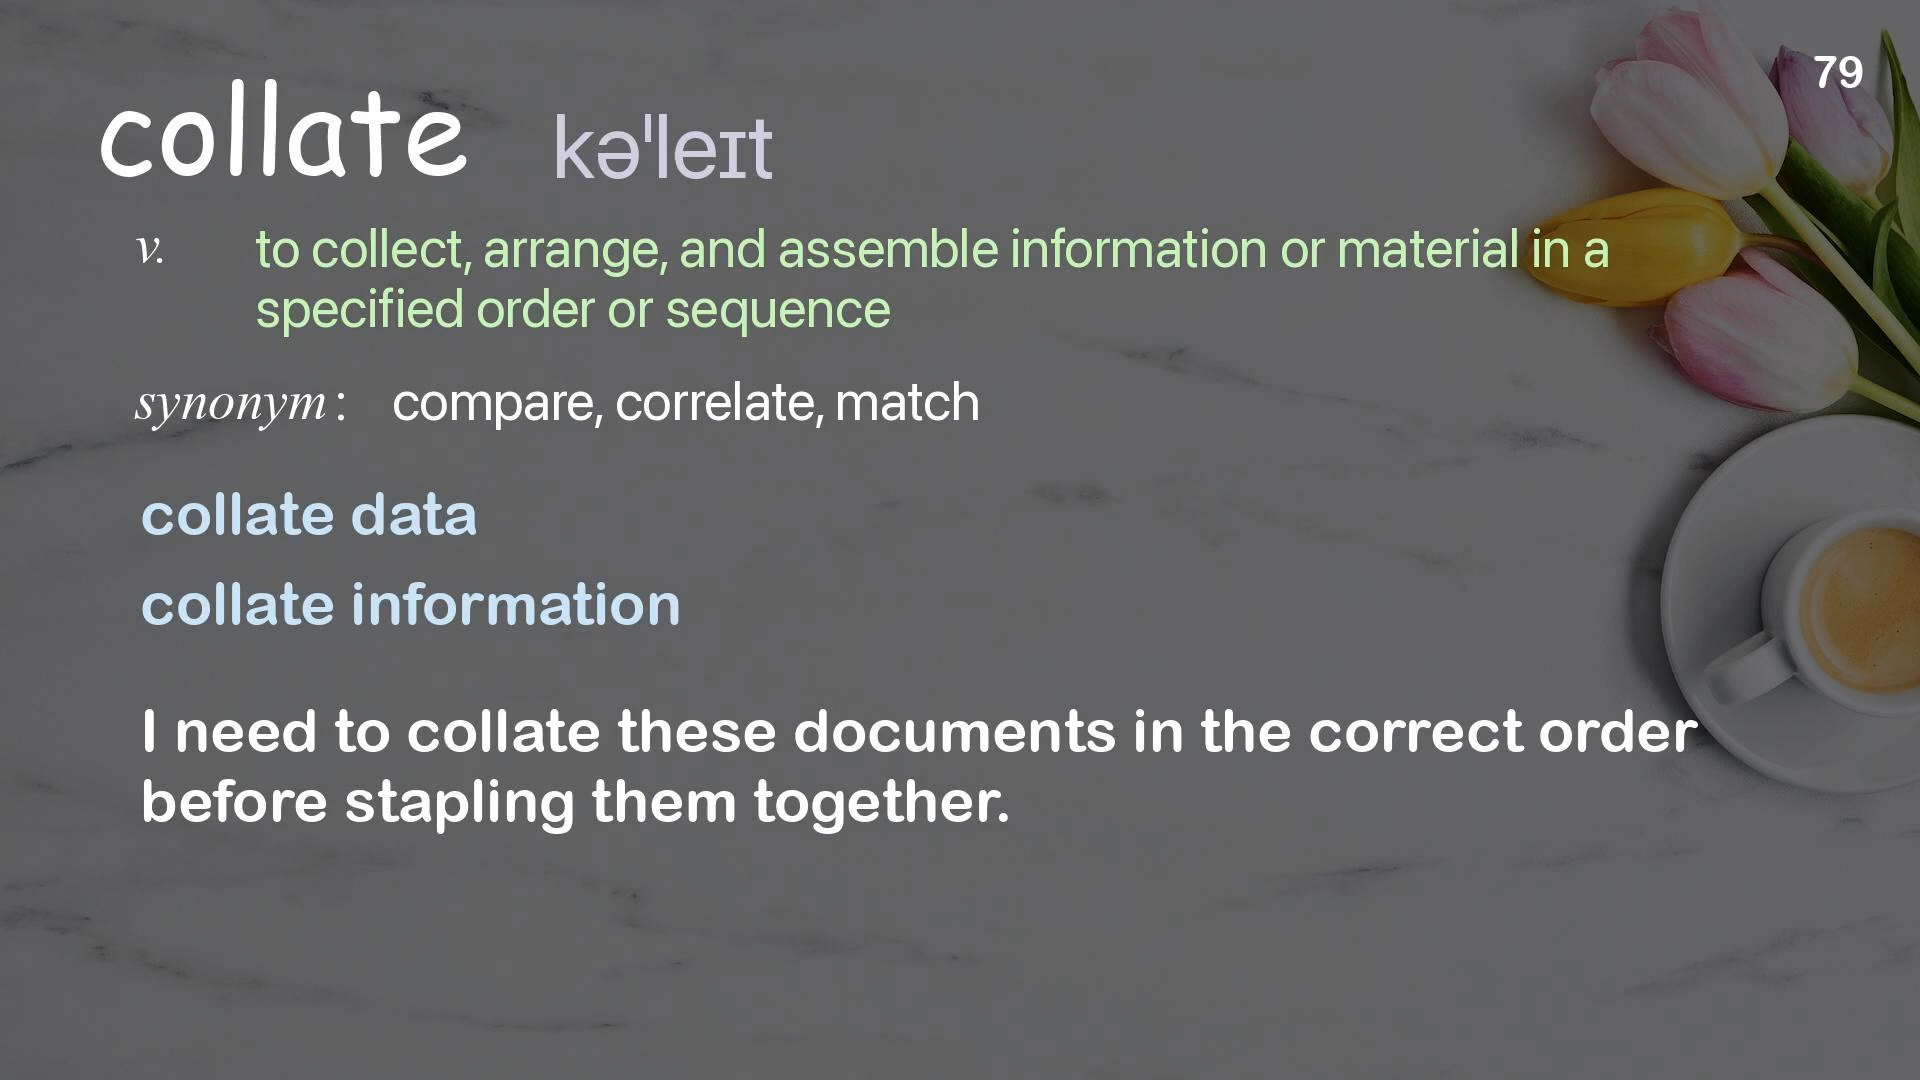 79
collate kəˈleɪt
v. to collect, arrange, and assemble information or material in a
specified order or sequence
synonym : compare, correlate, match
collate data
collate information
I need to collate these documents in the correct order
before stapling them together.